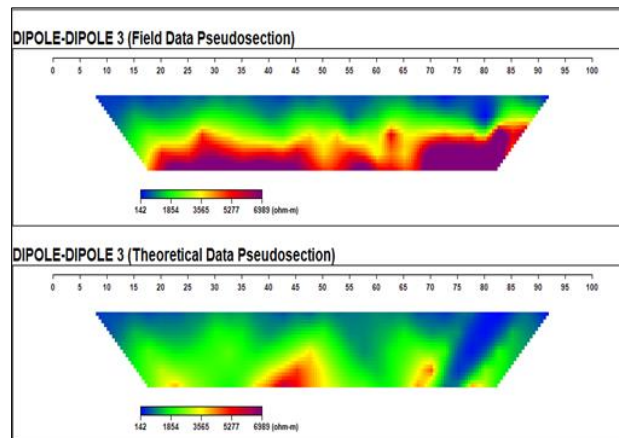 DIPOLE-DIPOLE 3 (Field Data Pseudosection)
0 5 10 15 20 25 30 35 40 45 50 55 60 65 70 75 80 85 90 95 100
142 1854 3565 5277 6989 (ohm-m)
DIPOLE-DIPOLE 3 (Theoretical Data Pseudosection)
0 5 10 15 20 25 30 35 40 45 50 55 60 65 70 75 80 85 90 95 100
142 1854 3565 5277 6989 (ohm-m)